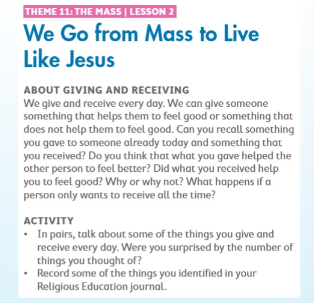 THEME 11: THE MASS | LESSON 2
We Go from Mass to Live
Like Jesus
ABOUT GIVING AND RECEIVING
We give and receive every day. We can give someone
something that helps them to feel good or something that
does not help them to feel good. Can you recall something
you gave to someone already today and something that
you received? Do you think that what you gave helped the
other person to feel better? Did what you received help
you to feel good? Why or why not? What happens if a
person only wants to receive all the time?
ACTIVITY
• In pairs, talk about some of the things you give and
receive every day. Were you surprised by the number of
things you thought of?
• Record some of the things you identified in your
Religious Education journal.